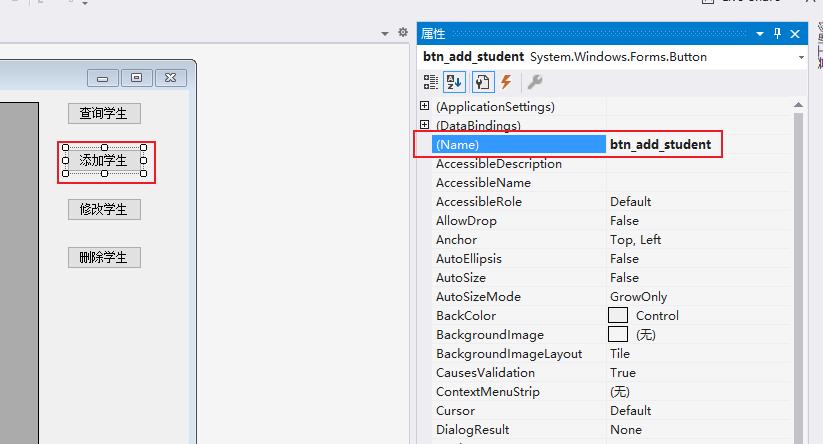 属性
btn_add_student System.Windows.Forms.Button
查询学生
添加学生
修改学生
删除学生
(ApplicationSettings)
(DataBindings)
(Name) btn_add_student
AccessibleDescription
AccessibleName
AccessibleRole Default
AllowDrop False
Anchor Top, Left
AutoEllipsis False
AutoSize False
AutoSizeMode GrowOnly
BackColor Control
BackgroundImage (无)
BackgroundImageLayout Tile
CausesValidation True
ContextMenuStrip (无)
Cursor Default
DialogResult None